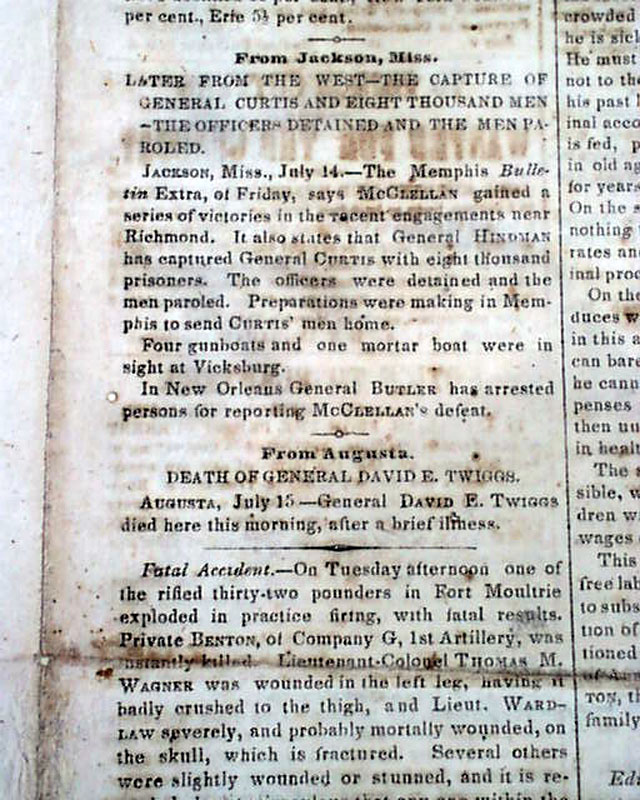 per cent., Erie 5½ per cent.
From Jackson, Miss.
LATER FROM THE WEST—THE CAPTURE OF
GENERAL CURTIS AND EIGHT THOUSAND MEN
—THE OFFICERS DETAINED AND THE MEN PA-
ROLED.
JACKSON, Miss., July 14.—The Memphis Bulle-
tin Extra, of Friday, says MCCLELLAN gained a
series of victories in the recent engagements near
Richmond. It also states that General HINDMAN
has captured General CURTIS with eight thousand
prisoners. The officers were detained and the
men paroled. Preparations were making in Mem-
phis to send CURTIS' men home.
Four gunboats and one mortar boat were in
sight at Vicksburg.
In New Orleans General BUTLER has arrested
persons for reporting MCCLELLAN's defeat.
From Augusta.
DEATH OF GENERAL DAVID E. TWIGGS.
AUGUSTA, July 15—General DAVID E. TWIGGS
died here this morning, after a brief illness.
Fatal Accident.—On Tuesday afternoon one of
the rifled thirty-two pounders in Fort Moultrie
exploded in practice firing, with fatal results.
Private BENTON, of Company G, 1st Artillery, was
instantly killed. Lieutenant-Colonel THOMAS M.
WAGNER was wounded in the left leg, having it
badly crushed to the thigh, and Lieut. WARD-
LAW severely, and probably mortally wounded, on
the skull, which is fractured. Several others
were slightly wounded or stunned, and it is re-
crowded
he is sick
He must
not to the
his past
inal acco
is fed,
in old ag
for years
On the
nothing
rates and
inal proc
On the
duces w
in this a
can bare
he cann
penses
then un
in health
The s
sible, w
dren w
wages
This
free lab
to subs
tion of
tioned
TON, t
family
Edu